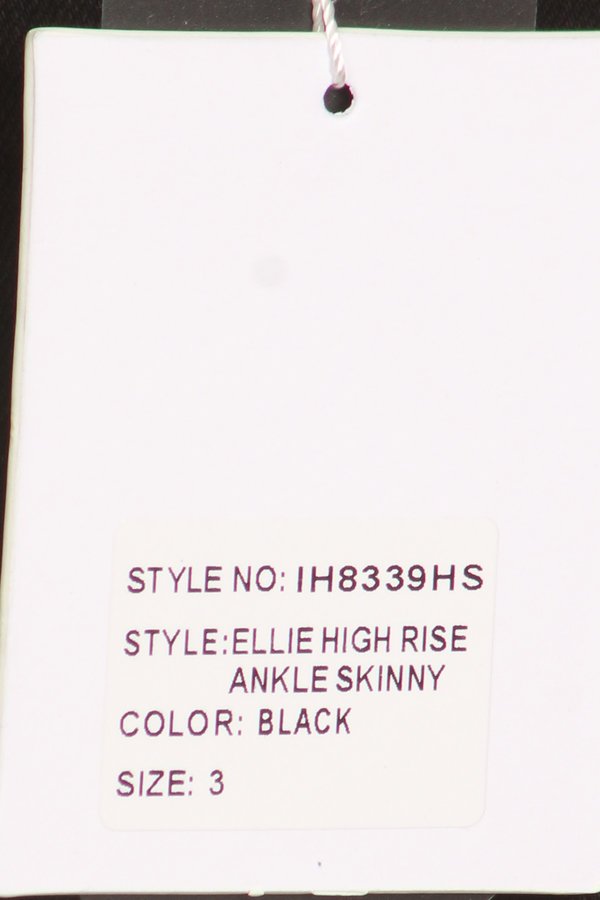 STYLE NO: IH8339HS
STYLE:ELLIE HIGH RISE
ANKLE SKINNY
COLOR: BLACK
SIZE: 3